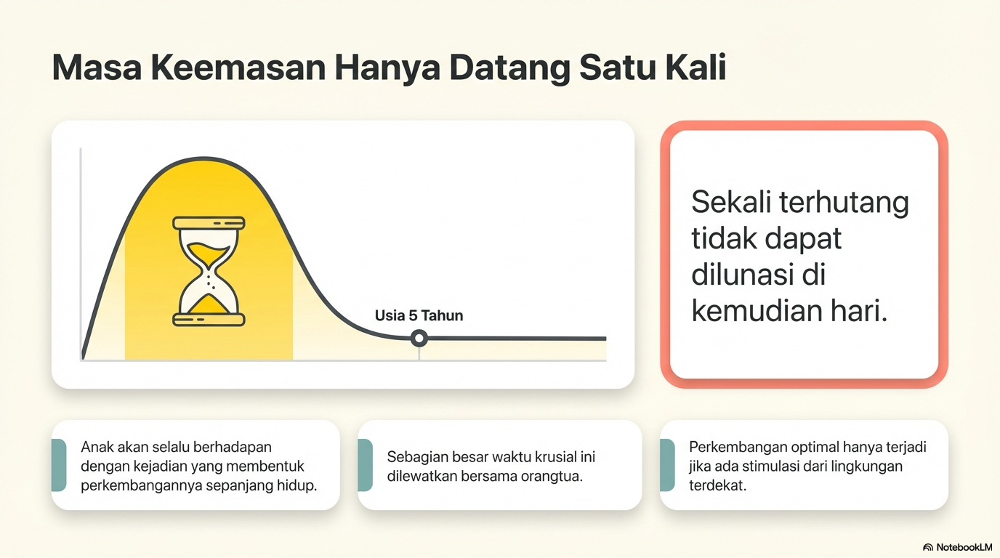 Masa Keemasan Hanya Datang Satu Kali
Usia 5 Tahun
Sekali terhutang
tidak dapat
dilunasi di
kemudian hari.
Anak akan selalu berhadapan
dengan kejadian yang membentuk
perkembangannya sepanjang hidup.
Sebagian besar waktu krusial ini
dilewatkan bersama orangtua.
Perkembangan optimal hanya terjadi
jika ada stimulasi dari lingkungan
terdekat.
NotebookLM